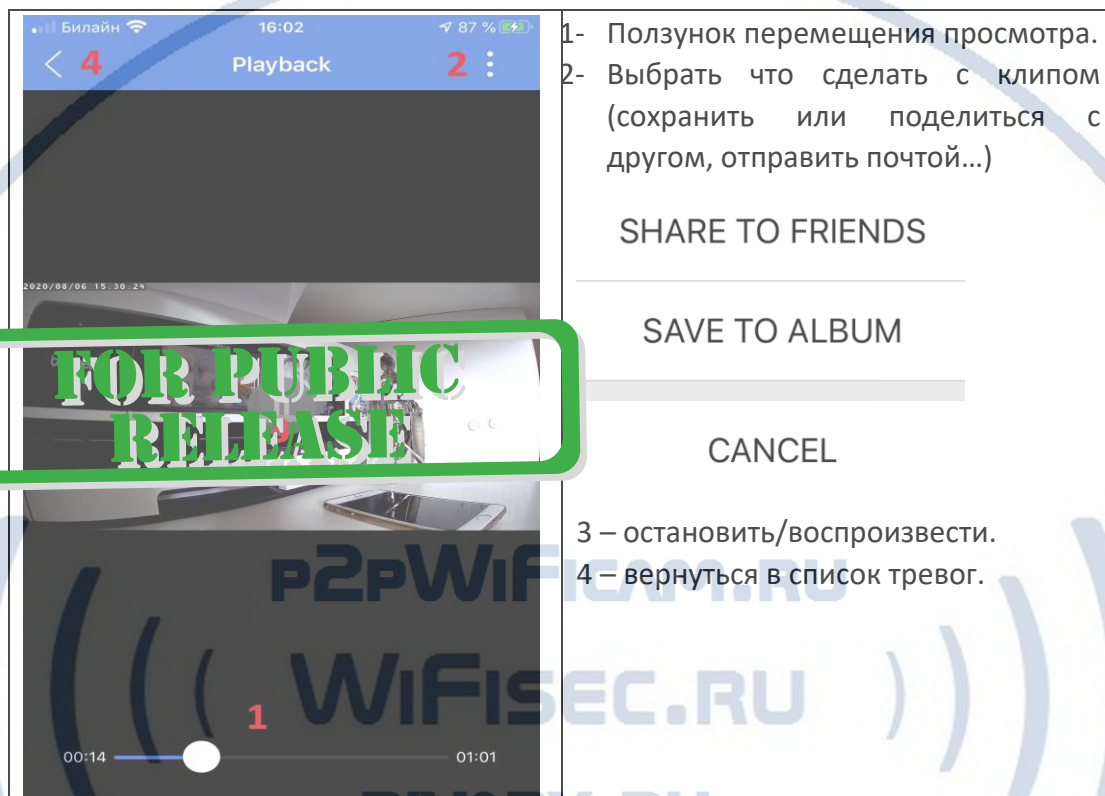 Билайн 16:02 87 %
4 Playback 2
2020/08/06 15:30:24
FOR PUBLIC
RELEASE
3
1
00:14 01:01
1- Ползунок перемещения просмотра.
2- Выбрать что сделать с клипом
(сохранить или поделиться с
другом, отправить почтой…)
SHARE TO FRIENDS
SAVE TO ALBUM
CANCEL
3 – остановить/воспроизвести.
4 – вернуться в список тревог.
P2PWIFICAM.RU
WIFISEC.RU